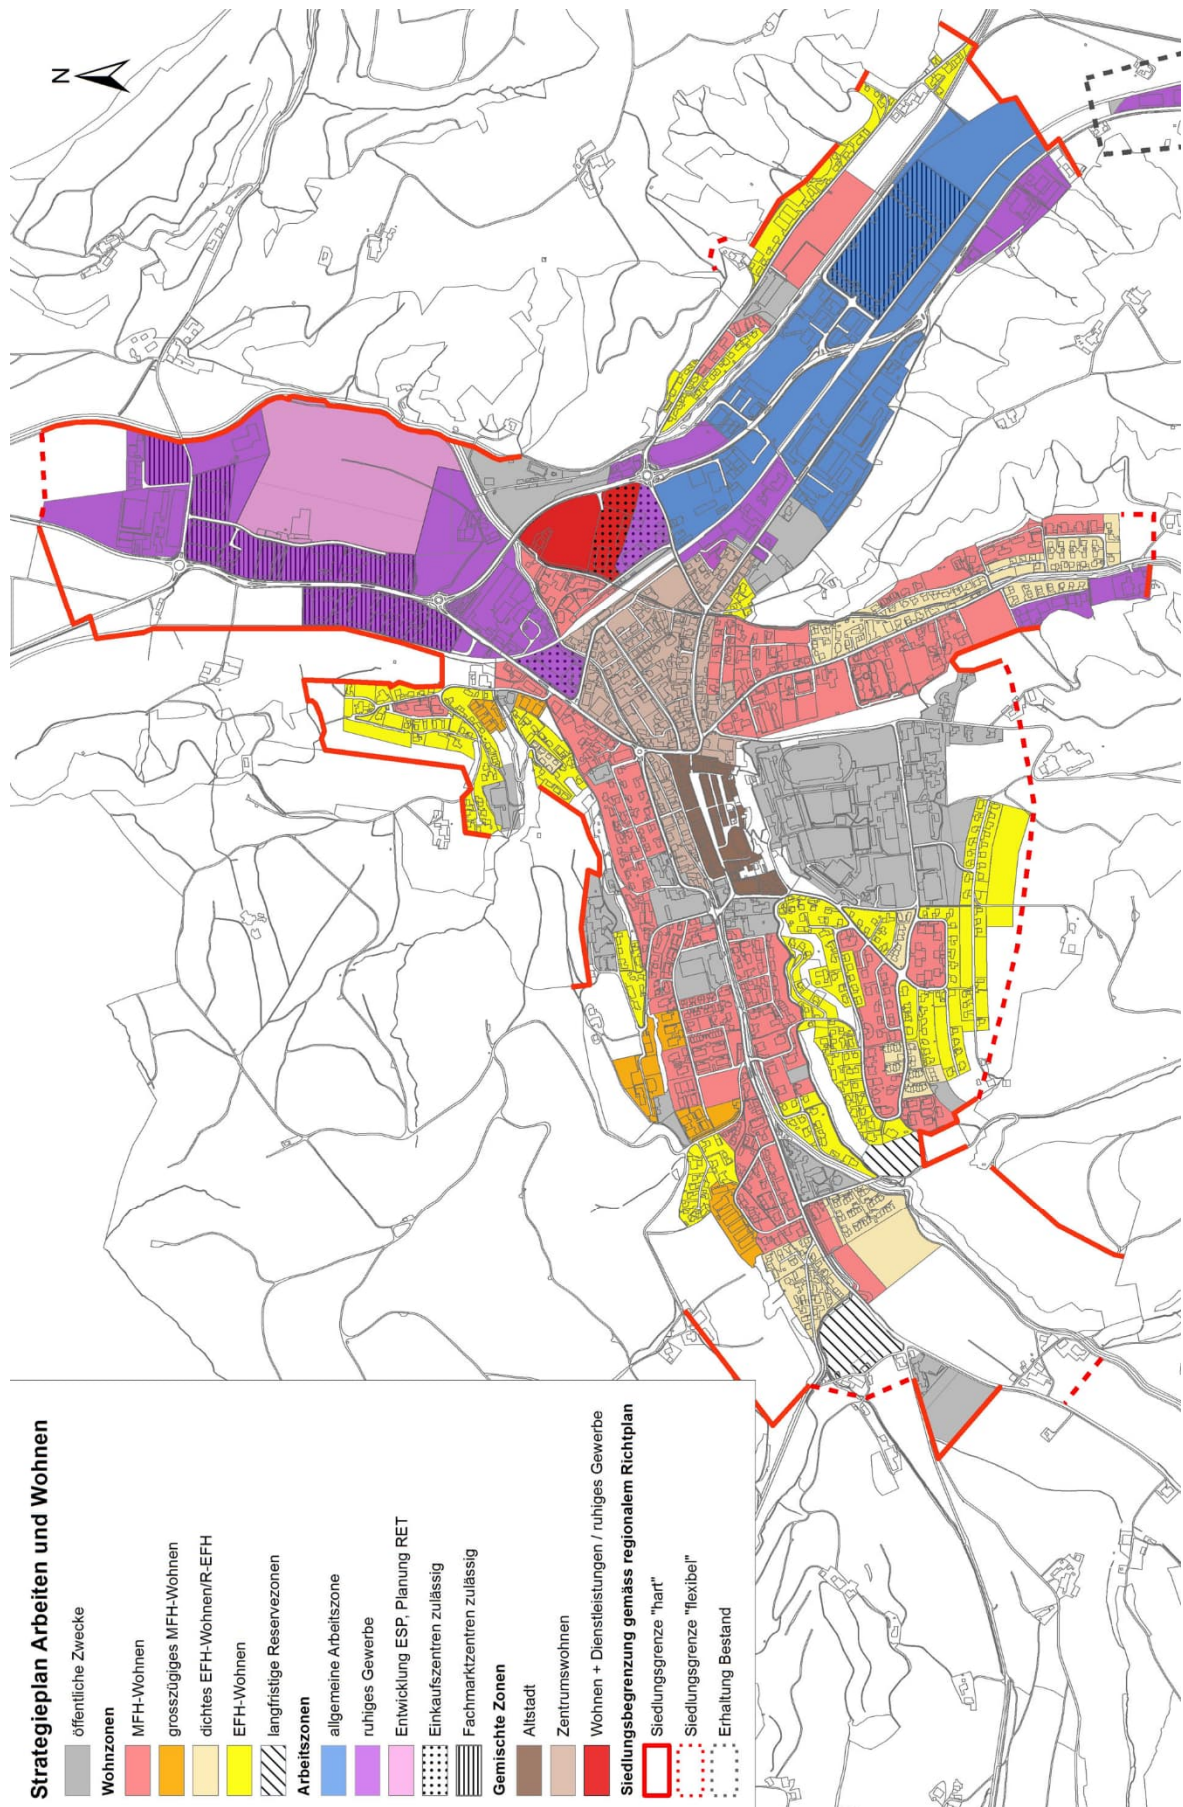 Strategieplan Arbeiten und Wohnen
öffentliche Zwecke
Wohnzonen
MFH-Wohnen
grosszügiges MFH-Wohnen
dichtes EFH-Wohnen/R-EFH
EFH-Wohnen
langfristige Reservezonen
Arbeitszonen
allgemeine Arbeitszone
ruhiges Gewerbe
Entwicklung ESP, Planung RET
Einkaufszentren zulässig
Fachmarktzentren zulässig
Gemischte Zonen
Altstadt
Zentrumswohnen
Wohnen + Dienstleistungen / ruhiges Gewerbe
Siedlungsbegrenzung gemäss regionalem Richtplan
Siedlungsgrenze "hart"
Siedlungsgrenze "flexibel"
Erhaltung Bestand
N